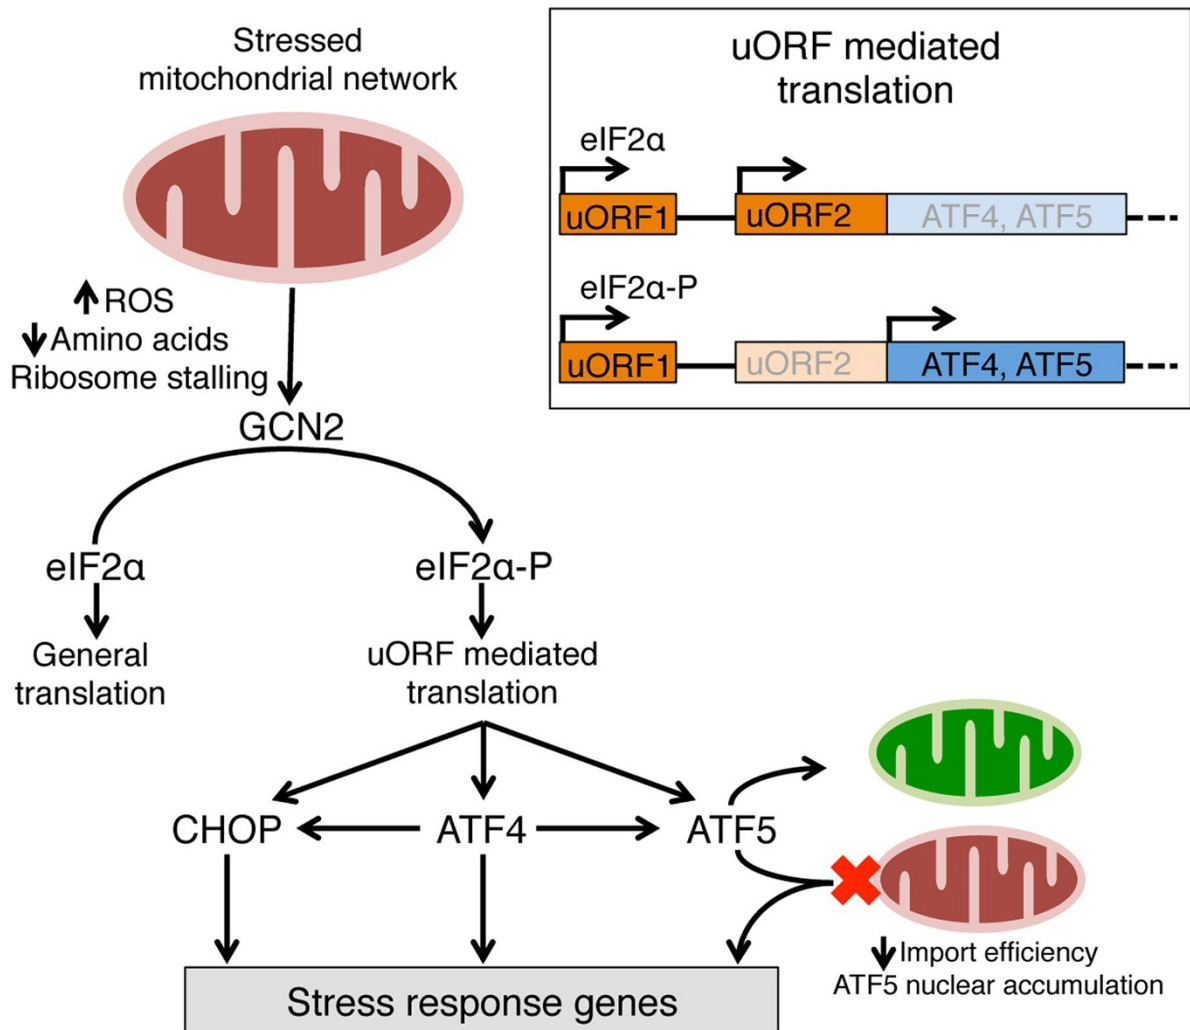 Stressed
mitochondrial network
ROS
Amino acids
Ribosome stalling
GCN2
eIF2α
eIF2α-P
General
translation
uORF mediated
translation
CHOP
ATF4
ATF5
Import efficiency
ATF5 nuclear accumulation
Stress response genes
uORF mediated
translation
eIF2α
uORF1
uORF2
ATF4, ATF5
eIF2α-P
uORF1
uORF2
ATF4, ATF5